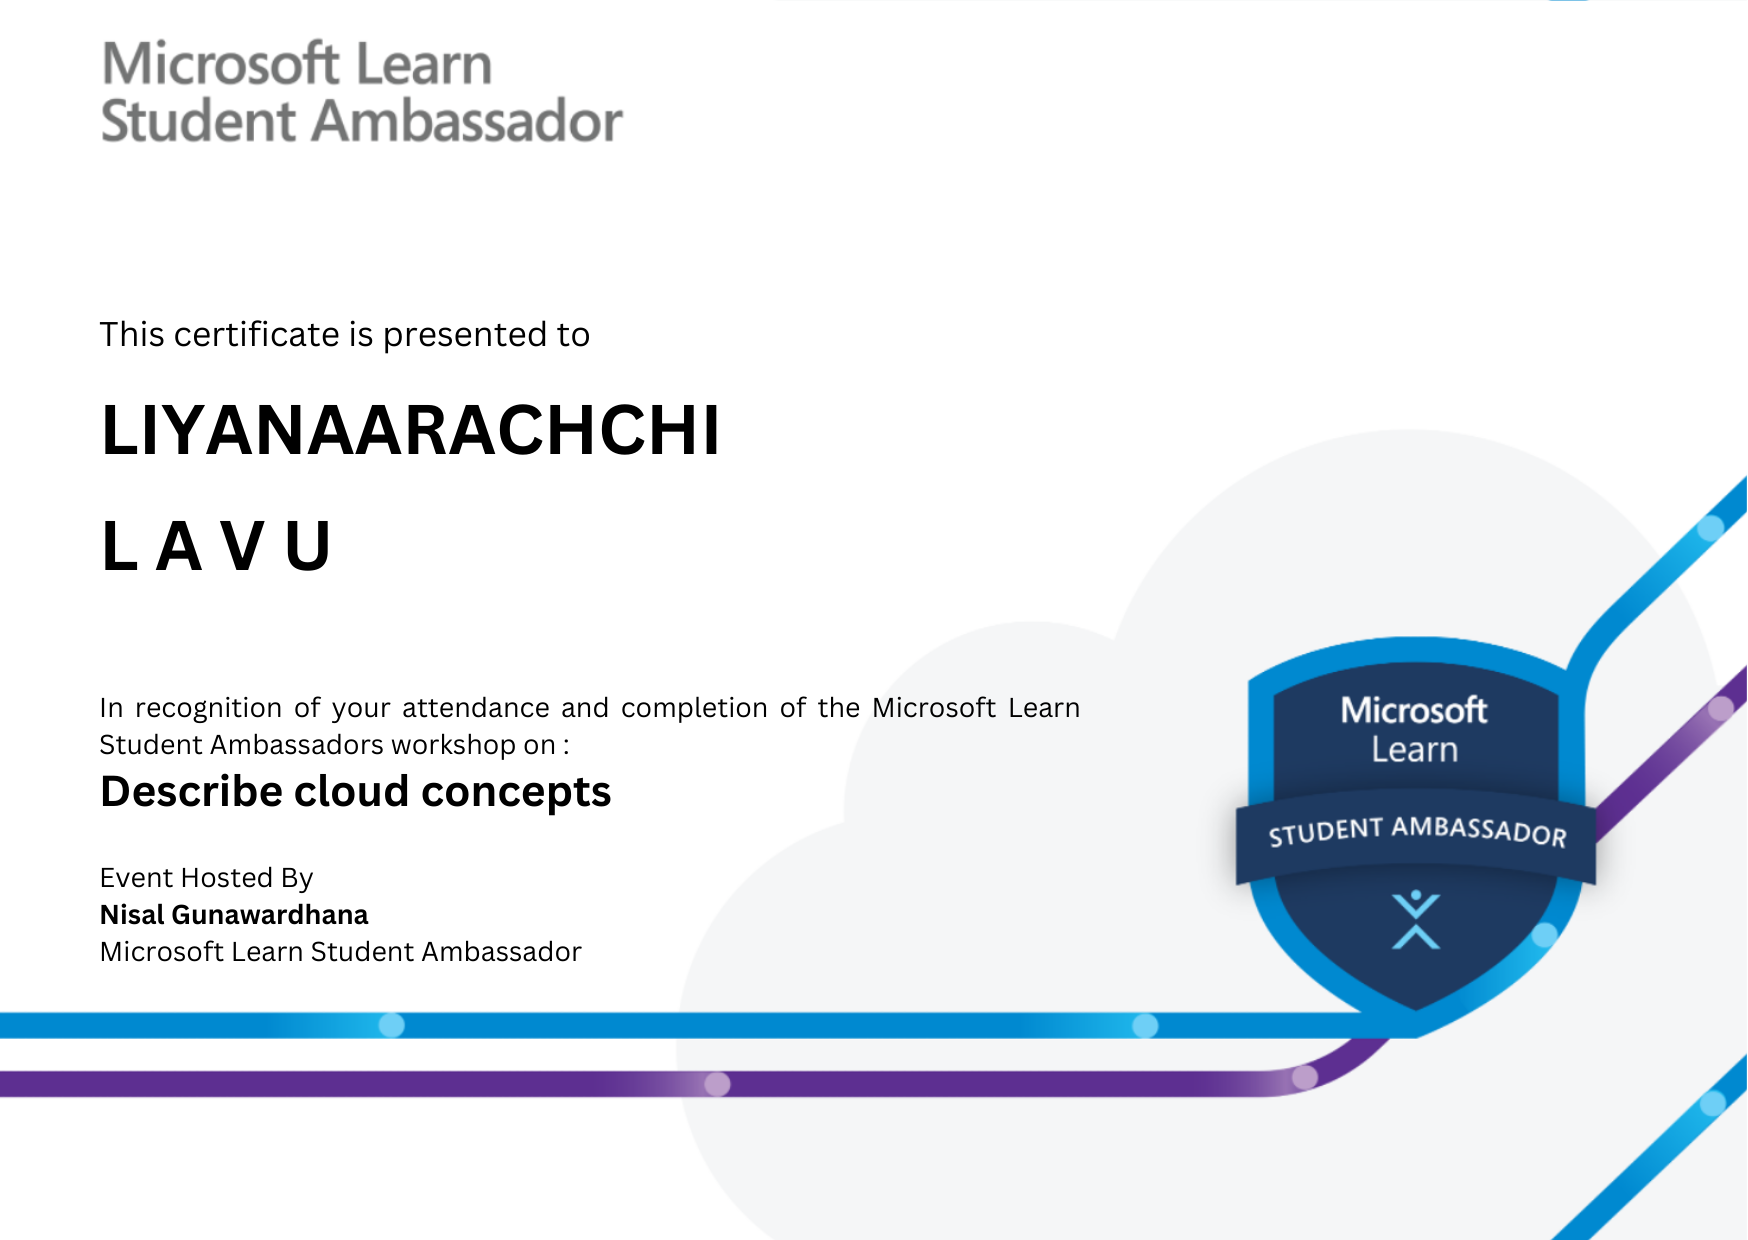 Microsoft Learn
Student Ambassador
This certificate is presented to
LIYANAARACHCHI
L A V U
In recognition of your attendance and completion of the Microsoft Learn
Student Ambassadors workshop on :
Describe cloud concepts
Event Hosted By
Nisal Gunawardhana
Microsoft Learn Student Ambassador
Microsoft
Learn
STUDENT AMBASSADOR